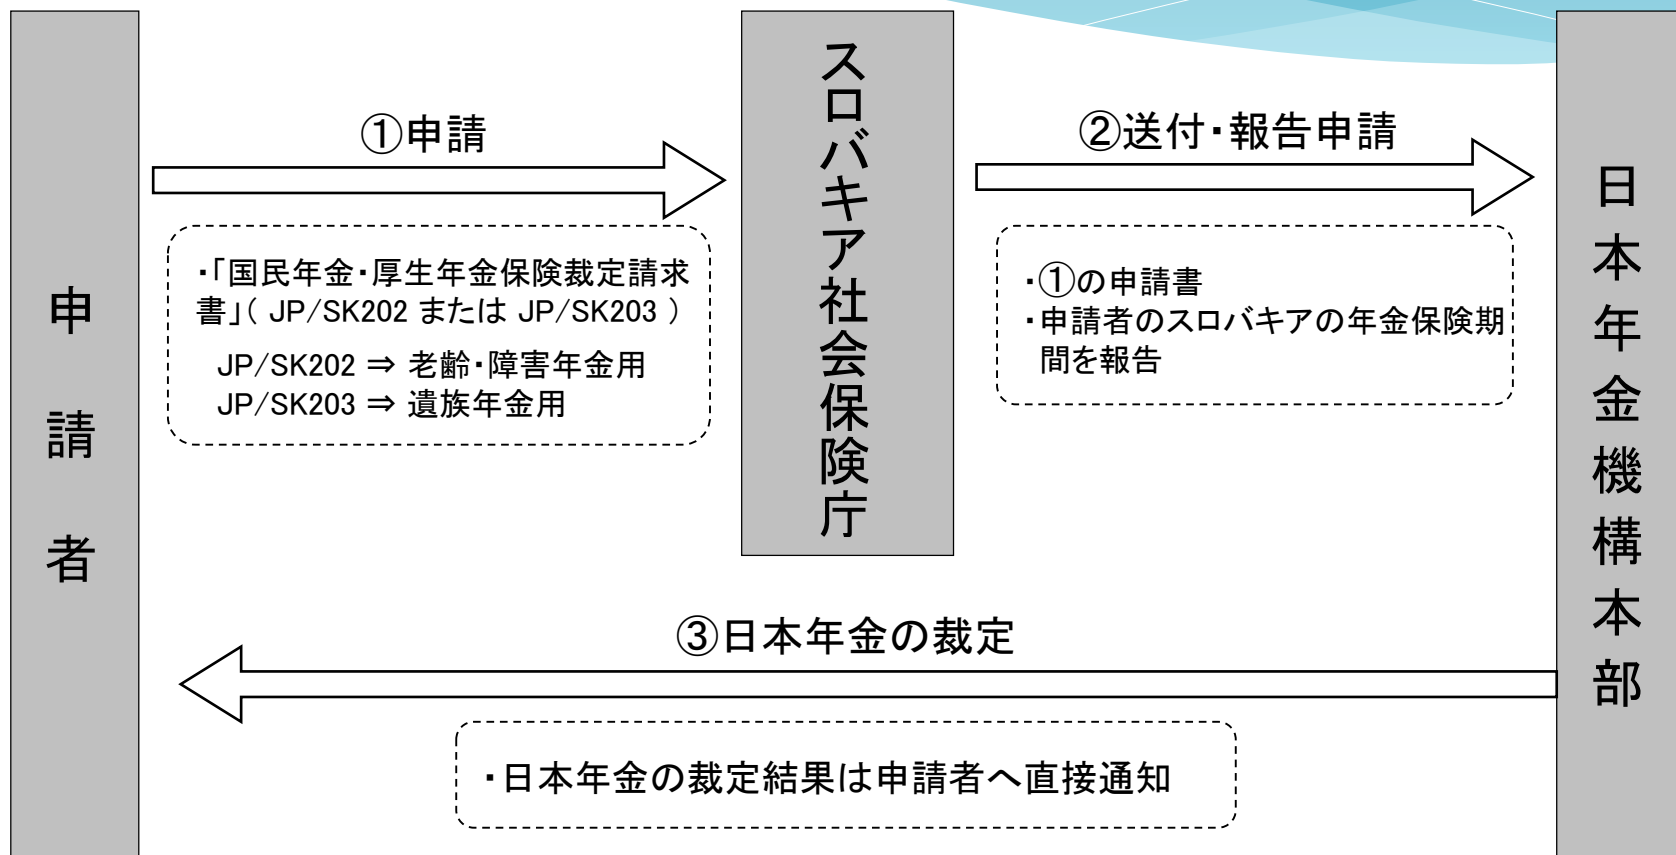 申請者
①申請
・「国民年金・厚生年金保険裁定請求
書」( JP/SK202 または JP/SK203 )
JP/SK202 ⇒ 老齢・障害年金用
JP/SK203 ⇒ 遺族年金用
スロバキア社会保険庁
②送付・報告申請
・①の申請書
・申請者のスロバキアの年金保険期
間を報告
日本年金機構本部
③日本年金の裁定
・日本年金の裁定結果は申請者へ直接通知